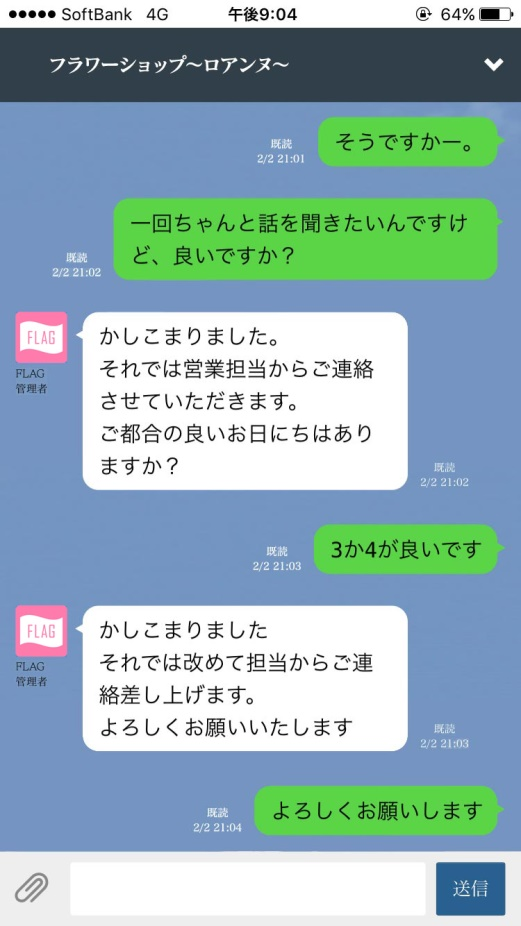 SoftBank 4G 午後9:04 64%
フラワーショップ～ロアンヌ～
そうですかー。
既読
2/2 21:01
一回ちゃんと話を聞きたいんですけ
ど、良いですか？
既読
2/2 21:02
FLAG
FLAG
管理者
かしこまりました。
それでは営業担当からご連絡
させていただきます。
ご都合の良いお日にちはあり
ますか？
既読
2/2 21:02
3か4が良いです
既読
2/2 21:03
FLAG
FLAG
管理者
かしこまりました
それでは改めて担当からご連
絡差し上げます。
よろしくお願いいたします
既読
2/2 21:03
よろしくお願いします
既読
2/2 21:04
送信